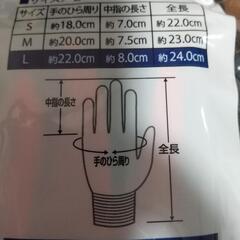 サイズ 手のひら周り 中指の長さ 全長
S 約18.0cm 約7.0cm 約22.0cm
M 約20.0cm 約7.5cm 約23.0cm
L 約22.0cm 約8.0cm 約24.0cm
中指の長さ
手のひら周り
全長